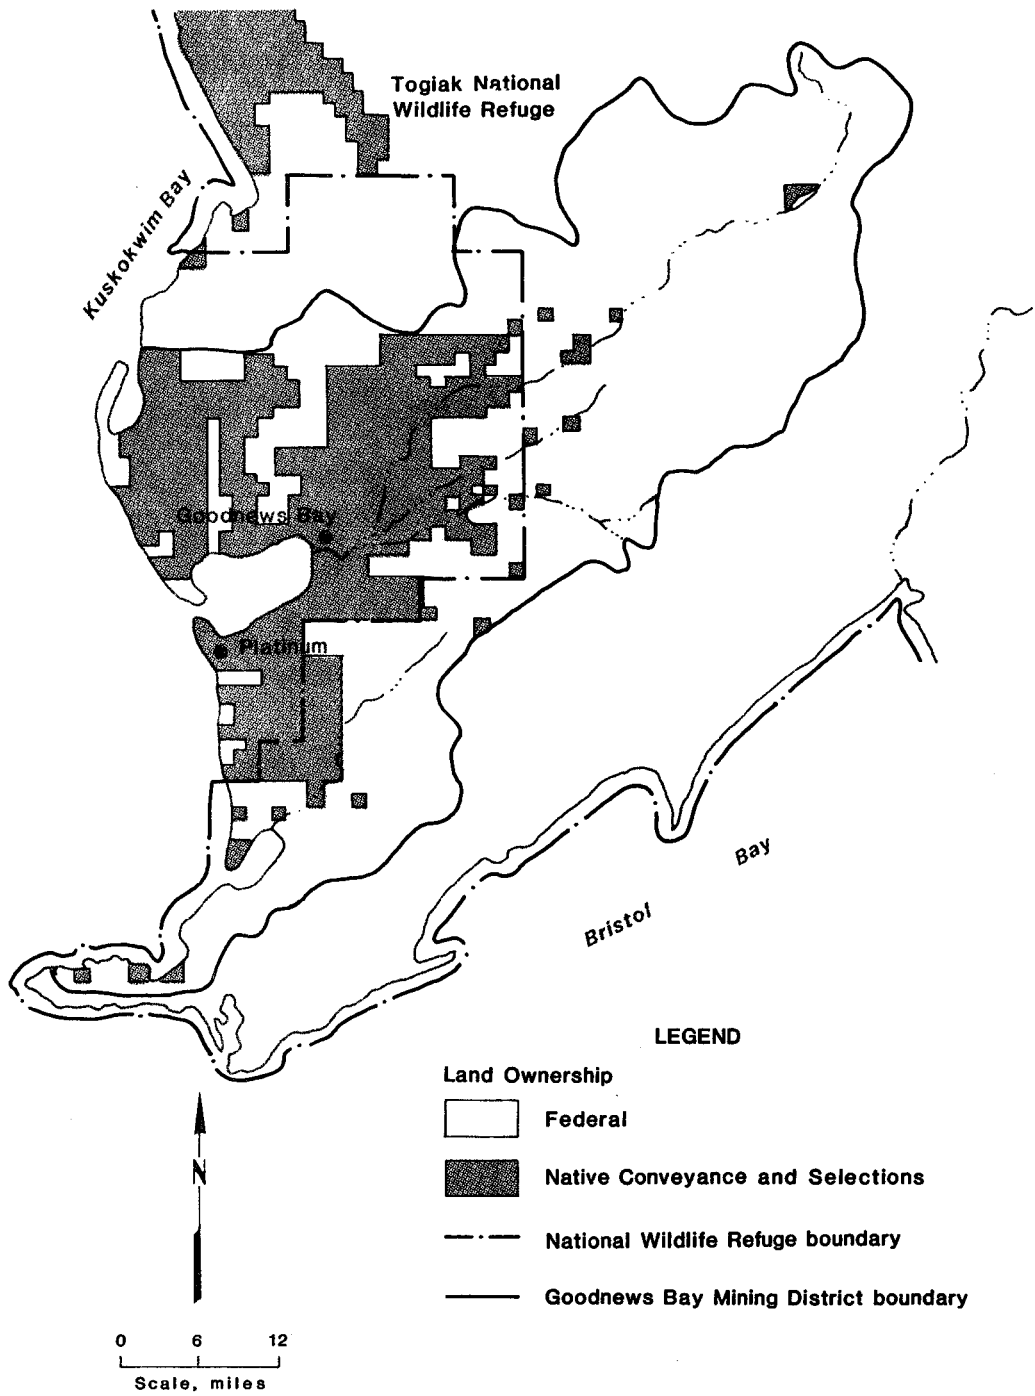 Togiak National
Wildlife Refuge
Kuskokwim Bay
Goodnews Bay
Platinum
Bristol Bay
LEGEND
Land Ownership
Federal
Native Conveyance and Selections
National Wildlife Refuge boundary
Goodnews Bay Mining District boundary
N
0 6 12
Scale, miles